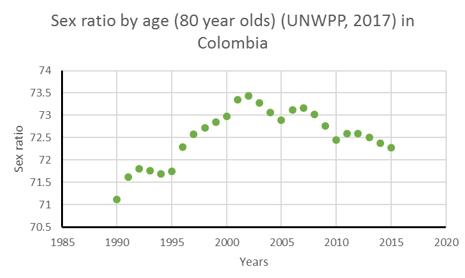 Sex ratio by age (80 year olds) (UNWPP, 2017) in
Colombia
74
73.5
73
72.5
72
71.5
71
70.5
Sex ratio
1985 1990 1995 2000 2005 2010 2015 2020
Years